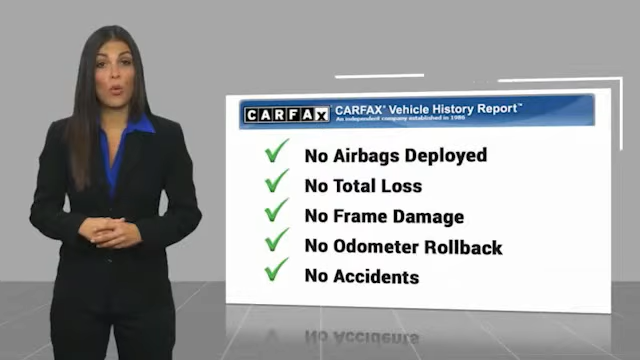 CARFAX CARFAX® Vehicle History Report™
An independent company established in 1986
No Airbags Deployed
No Total Loss
No Frame Damage
No Odometer Rollback
No Accidents